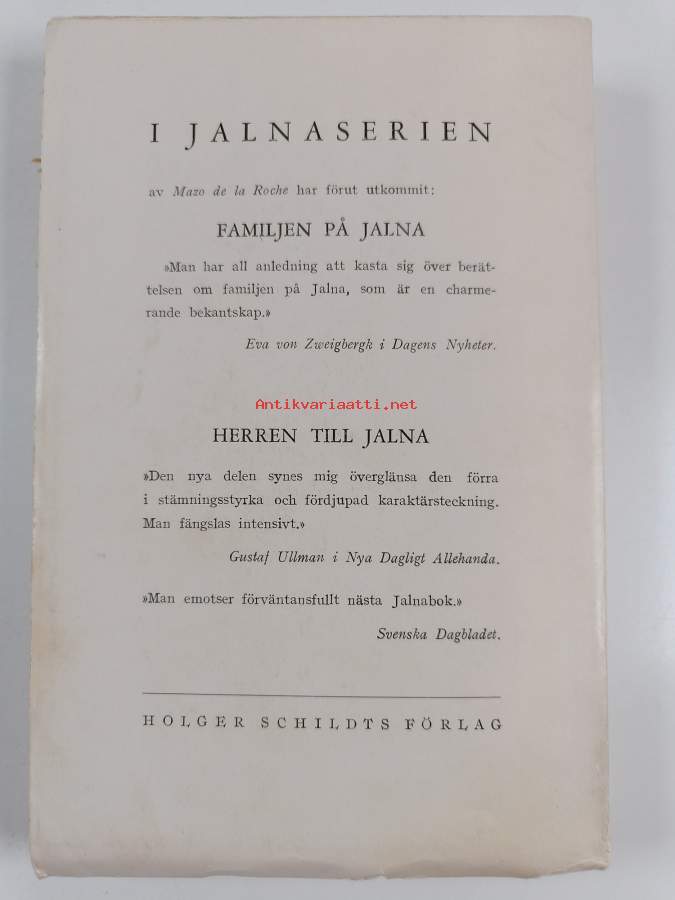 I JALNASERIEN
av Mazo de la Roche har förut utkommit:
FAMILJEN PÅ JALNA
»Man har all anledning att kasta sig över berät-
telsen om familjen på Jalna, som är en charme-
rande bekantskap.»
Eva von Zweigbergk i Dagens Nyheter.
Antikvariaatti.net
HERREN TILL JALNA
»Den nya delen synes mig överglänsa den förra
i stämningsstyrka och fördjupad karaktärsteckning.
Man fängslas intensivt.»
Gustaf Ullman i Nya Dagligt Allehanda.
»Man emotser förväntansfullt nästa Jalnabok.»
Svenska Dagbladet.
HOLGER SCHILDTS FÖRLAG